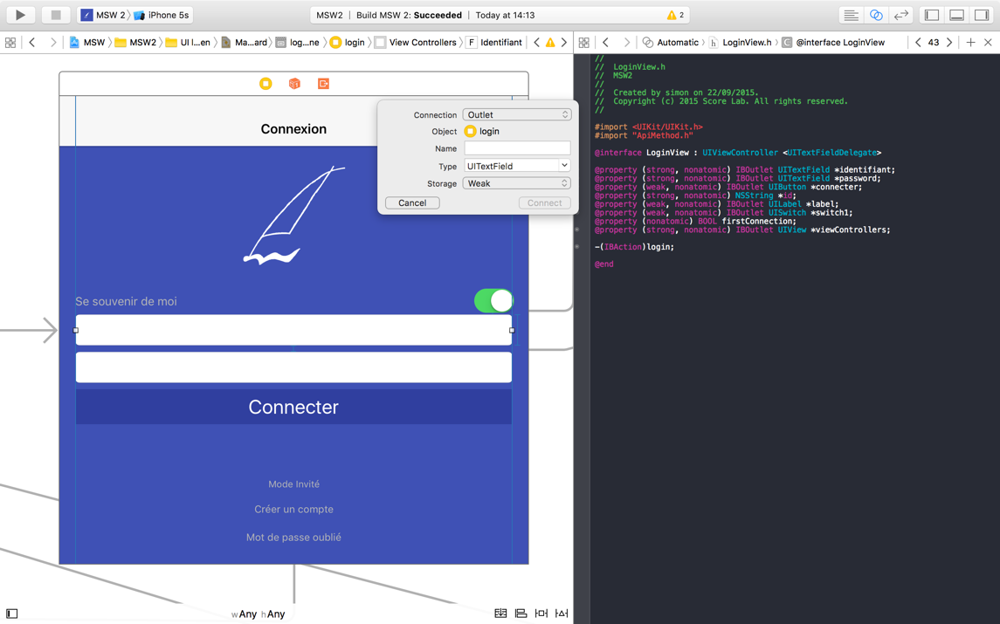 MSW 2 iPhone 5s
MSW2 | Build MSW 2: Succeeded | Today at 14:13
2
MSW MSW2 UI l...en Ma...ard log...ne login View Controllers F Identifiant
Automatic h LoginView.h C @interface LoginView
43
Connexion
Connection Outlet
Object login
Name
Type UITextField
Storage Weak
Cancel Connect
Se souvenir de moi
Connecter
Mode Invité
Créer un compte
Mot de passe oublié
wAny hAny
//
// LoginView.h
// MSW2
//
// Created by simon on 22/09/2015.
// Copyright (c) 2015 Score Lab. All rights reserved.
//
#import <UIKit/UIKit.h>
#import "ApiMethod.h"
@interface LoginView : UIViewController <UITextFieldDelegate>
@property (strong, nonatomic) IBOutlet UITextField *identifiant;
@property (strong, nonatomic) IBOutlet UITextField *password;
@property (weak, nonatomic) IBOutlet UIButton *connecter;
@property (strong, nonatomic) NSString *id;
@property (weak, nonatomic) IBOutlet UILabel *label;
@property (weak, nonatomic) IBOutlet UISwitch *switch1;
@property (nonatomic) BOOL firstConnection;
@property (strong, nonatomic) IBOutlet UIView *viewControllers;
-(IBAction)login;
@end